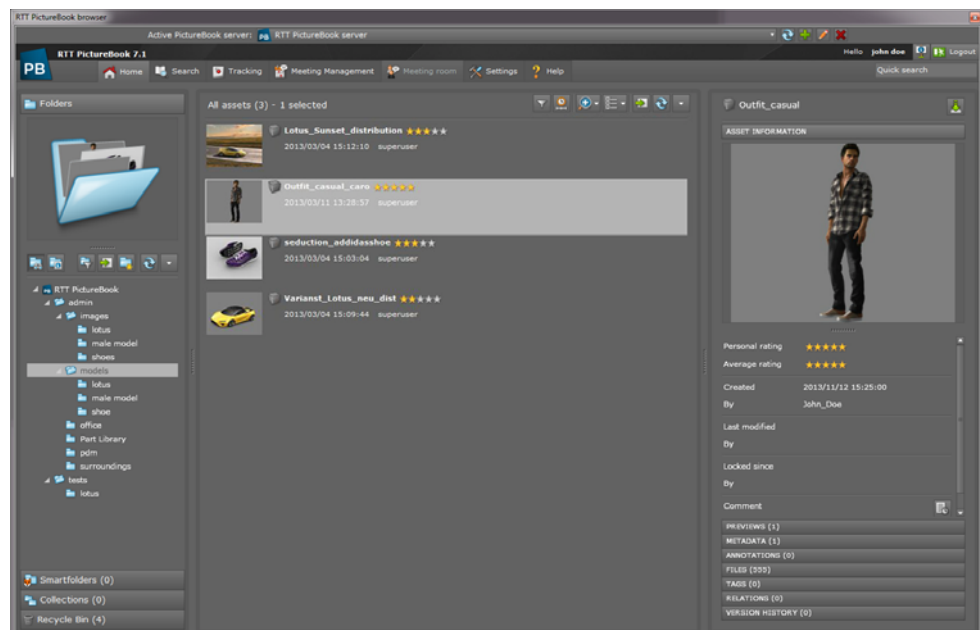 RTT PictureBook browser
Active PictureBook server: PB RTT PictureBook server
RTT PictureBook 7.1
Hello john doe Logout
PB
Home Search Tracking Meeting Management Meeting room Settings ? Help
Quick search
Folders
RTT PictureBook
admin
images
lotus
male model
shoes
models
lotus
male model
shoe
office
Part Library
pdm
surroundings
tests
lotus
Smartfolders (0)
Collections (0)
Recycle Bin (4)
All assets (3) - 1 selected
Lotus_Sunset_distribution
2013/03/04 15:12:10 superuser
Outfit_casual_caro
2013/03/11 13:28:57 superuser
seduction_addidasshoe
2013/03/04 15:03:04 superuser
Varianst_Lotus_neu_dist
2013/03/04 15:09:44 superuser
Outfit_casual
ASSET INFORMATION
Personal rating
Average rating
Created 2013/11/12 15:25:00
By John_Doe
Last modified
By
Locked since
By
Comment
PREVIEWS (1)
METADATA (1)
ANNOTATIONS (0)
FILES (555)
TAGS (0)
RELATIONS (0)
VERSION HISTORY (0)